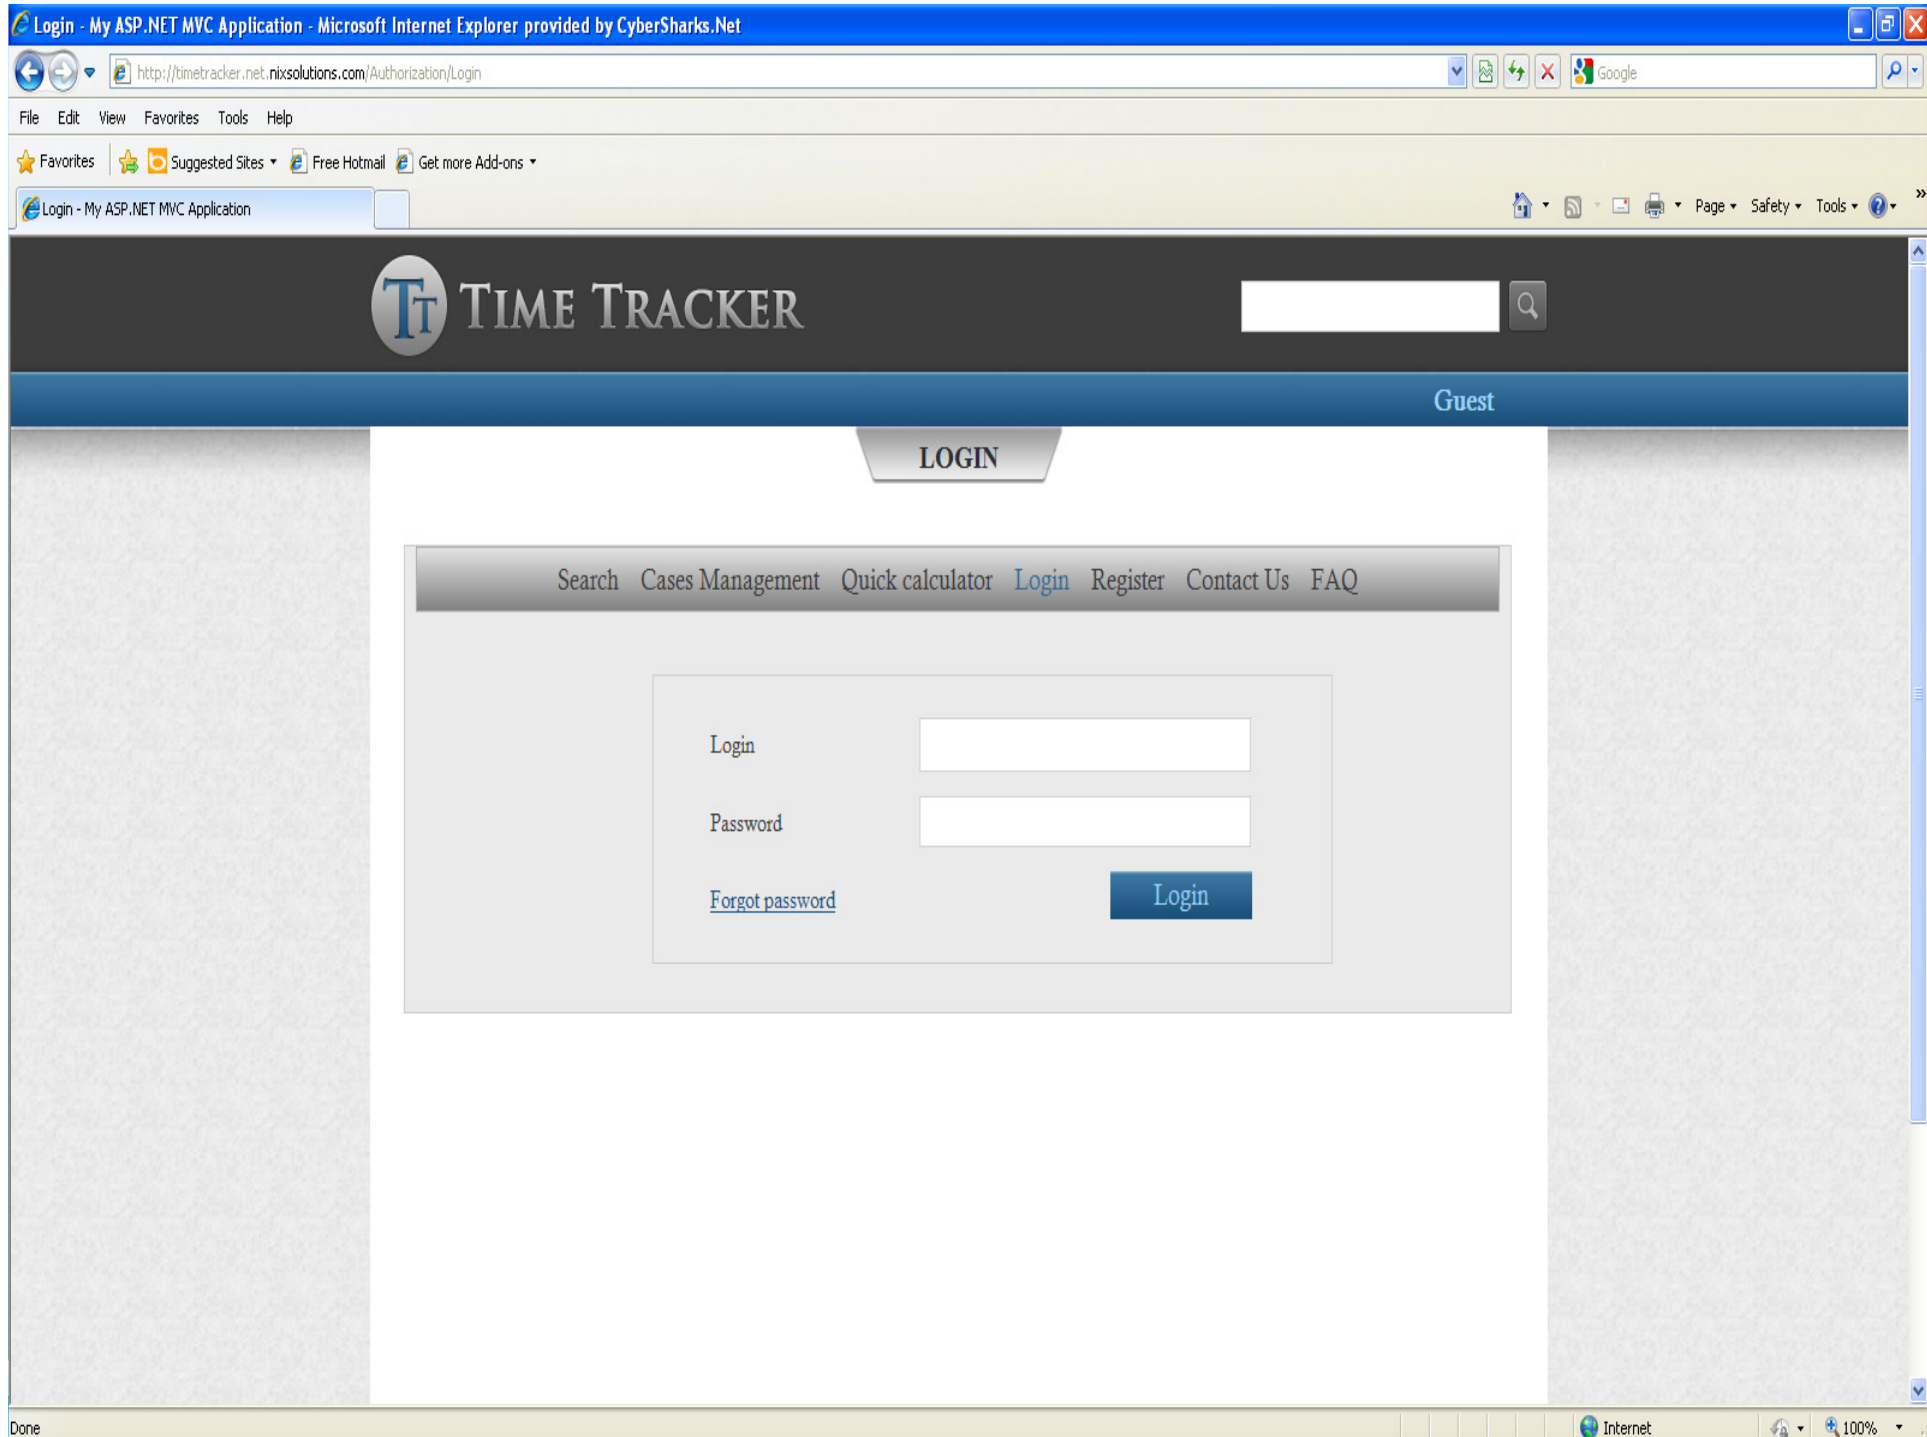 Login - My ASP.NET MVC Application - Microsoft Internet Explorer provided by CyberSharks.Net
http://timetracker.net.nixsolutions.com/Authorization/Login
Google
File Edit View Favorites Tools Help
Favorites Suggested Sites Free Hotmail Get more Add-ons
Login - My ASP.NET MVC Application
Page Safety Tools
TT TIME TRACKER
Guest
LOGIN
Search Cases Management Quick calculator Login Register Contact Us FAQ
Login
Password
Forgot password Login
Done Internet 100%